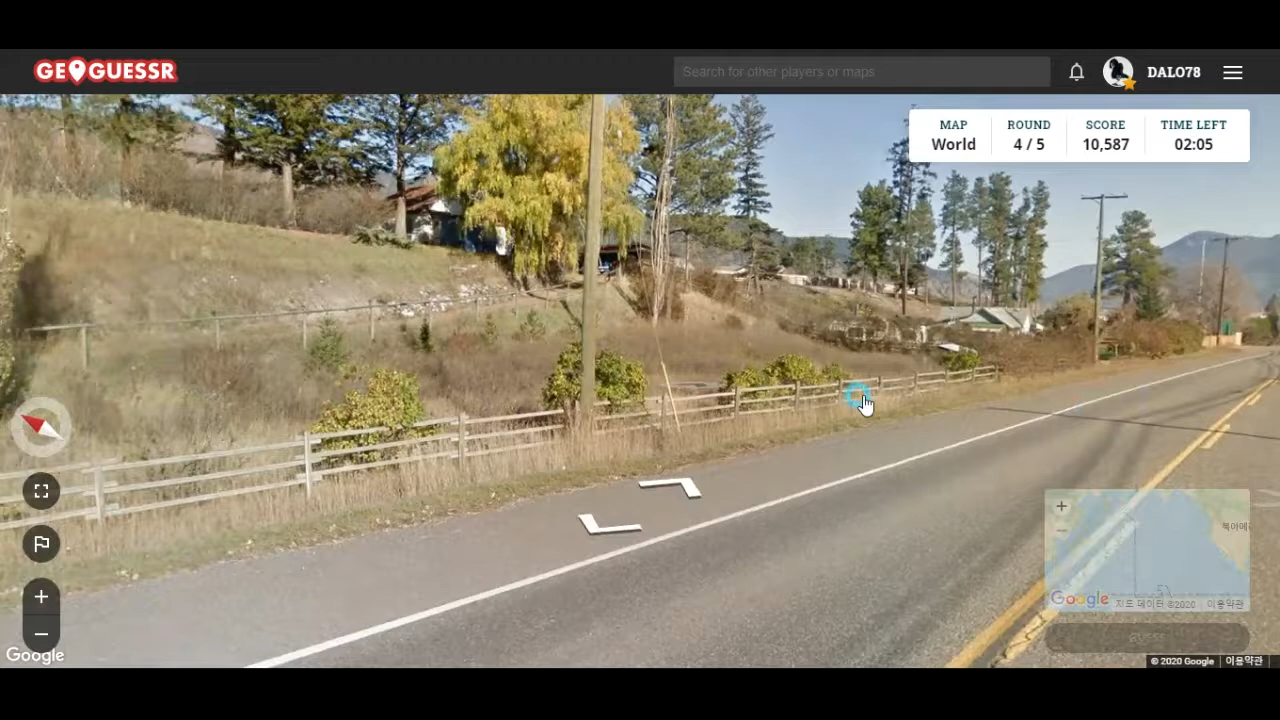 GEOGUESSR
Search for other players or maps
DALO78
MAP
World
ROUND
4 / 5
SCORE
10,587
TIME LEFT
02:05
+
−
Google
지도 데이터 ©2020
이용약관
GUESS
+
−
Google
© 2020 Google
이용약관